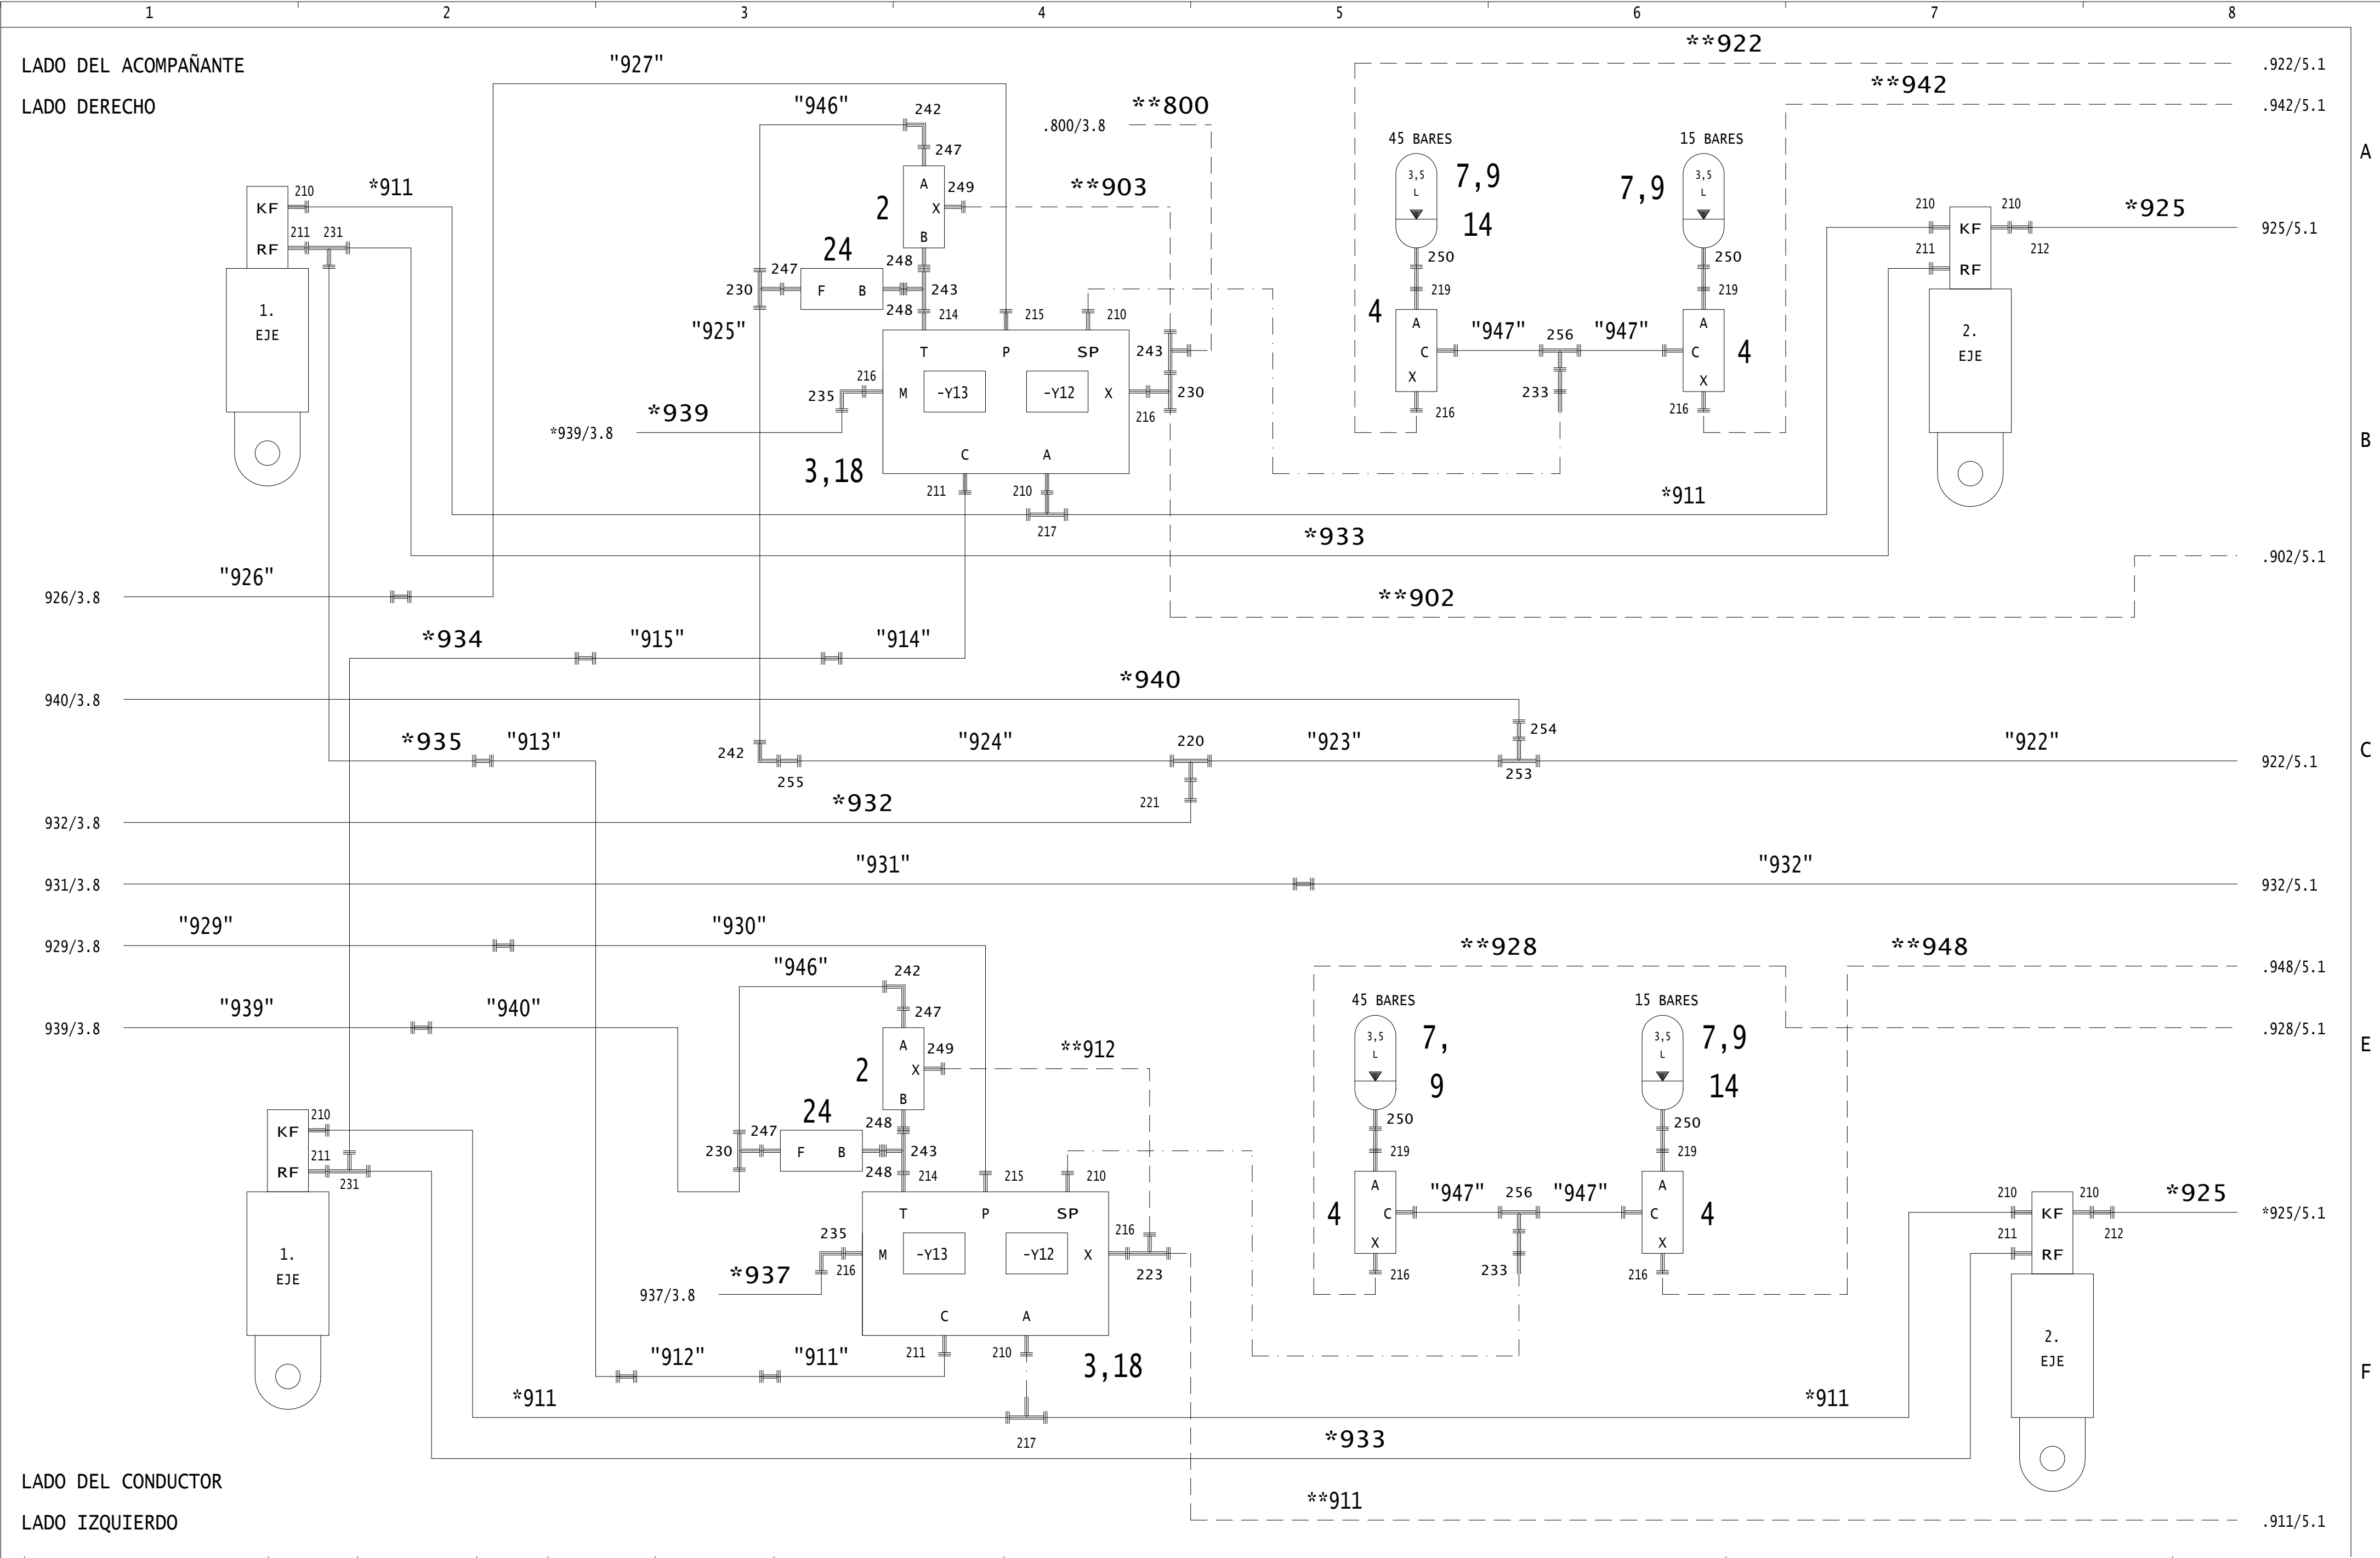 1 2 3 4 5 6 7 8
LADO DEL ACOMPAÑANTE
LADO DERECHO
"927"
**922
.922/5.1
**942
.942/5.1
"946"
242
**800
.800/3.8
45 BARES
15 BARES
A
247
3,5
L
7,9
14
7,9
3,5
L
210
*911
A
249
**903
2
X
KF
210
210
*925
KF
925/5.1
211
231
RF
24
B
248
250
250
211
212
RF
247
230
F
B
243
219
219
1.
EJE
248
214
215
210
4
A
"947"
256
"947"
A
4
2.
EJE
"925"
T
P
SP
243
C
C
216
235
M
-Y13
-Y12
X
230
X
X
233
*939
*939/3.8
216
216
216
B
3,18
C
A
211
210
*911
217
*933
"926"
.902/5.1
926/3.8
**902
*934
"915"
"914"
*940
940/3.8
254
*935
"913"
242
"924"
220
"923"
"922"
C
255
253
922/5.1
*932
221
932/3.8
"931"
"932"
931/3.8
932/5.1
"929"
"930"
**928
**948
929/3.8
.948/5.1
"946"
242
"939"
"940"
247
45 BARES
15 BARES
939/3.8
.928/5.1
3,5
L
7,
9
3,5
L
7,9
14
A
249
**912
E
2
X
210
24
B
248
250
250
KF
211
247
230
F
B
243
219
219
RF
231
248
214
215
210
4
A
"947"
256
"947"
A
4
210
210
*925
T
P
SP
C
C
KF
*925/5.1
235
216
211
212
1.
EJE
M
-Y13
-Y12
X
X
X
RF
*937
216
223
216
233
216
937/3.8
C
A
2.
EJE
"912"
"911"
211
210
3,18
F
*911
*911
217
*933
LADO DEL CONDUCTOR
**911
LADO IZQUIERDO
.911/5.1